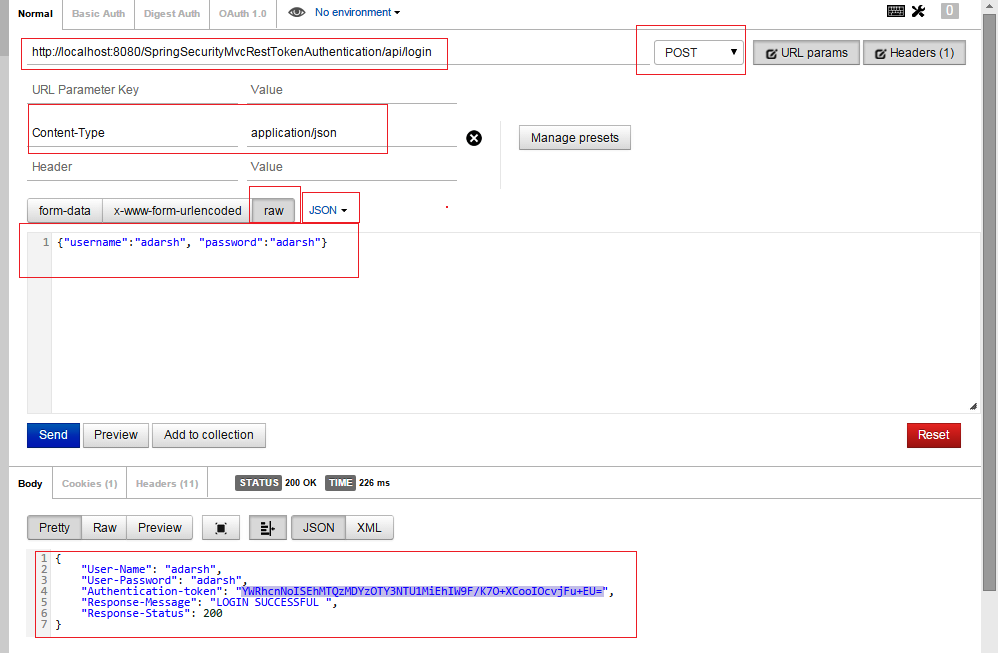 Normal Basic Auth Digest Auth OAuth 1.0 No environment 0
http://localhost:8080/SpringSecurityMvcRestTokenAuthentication/api/login POST URL params Headers (1)
URL Parameter Key Value
Content-Type application/json Manage presets
Header Value
form-data x-www-form-urlencoded raw JSON
1 {"username":"adarsh", "password":"adarsh"}
Send Preview Add to collection Reset
Body Cookies (1) Headers (11) STATUS 200 OK TIME 226 ms
Pretty Raw Preview JSON XML
1 {
2 "User-Name": "adarsh",
3 "User-Password": "adarsh",
4 "Authentication-token": "YWRhcnNoISEhMTQzMDYzOTY3NTU1MiEhIW9F/K7O+XCooIOcvjFu+EU=",
5 "Response-Message": "LOGIN SUCCESSFUL ",
6 "Response-Status": 200
7 }